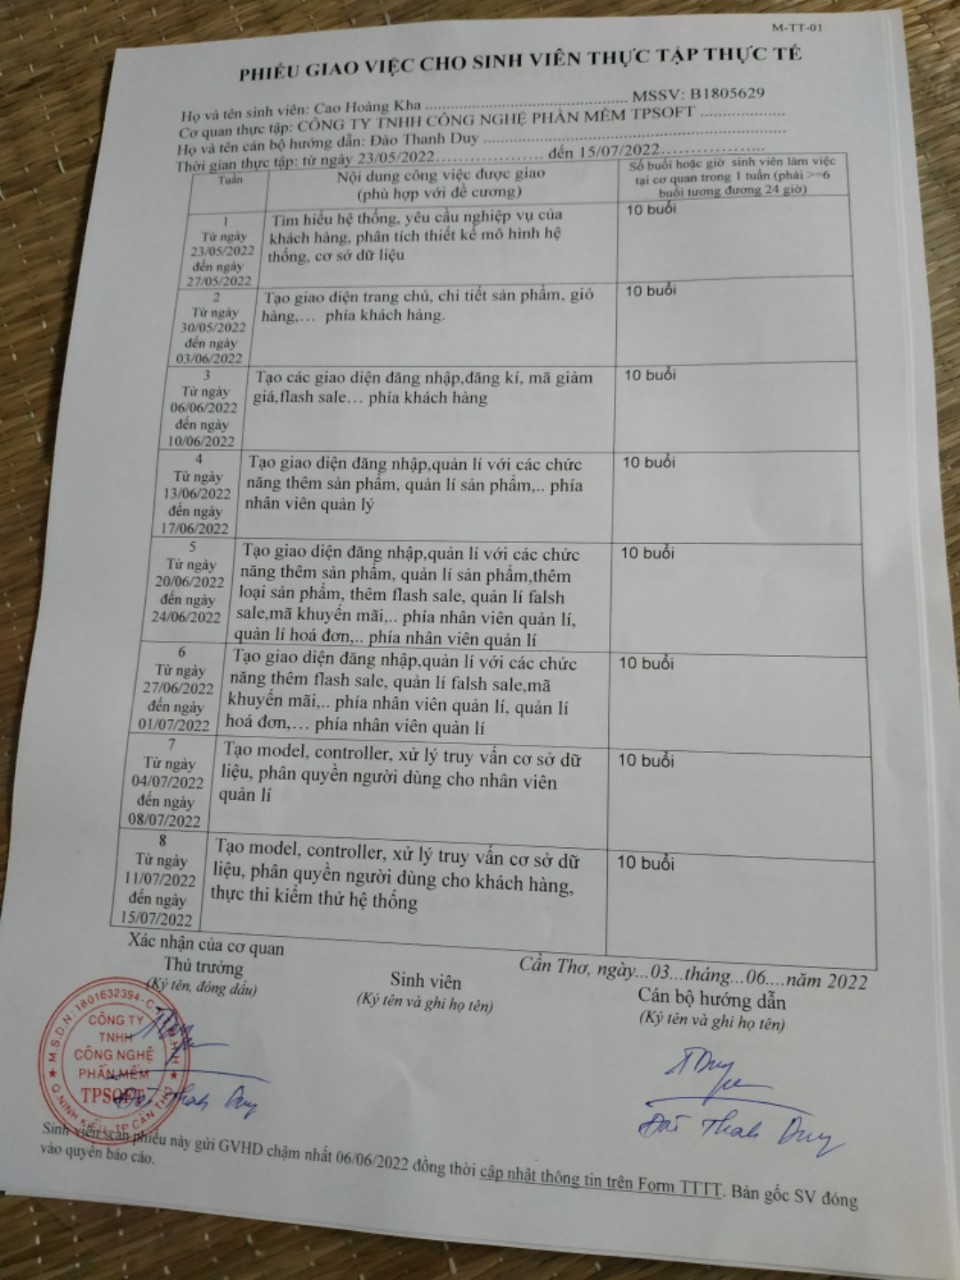 M-TT-01
PHIẾU GIAO VIỆC CHO SINH VIÊN THỰC TẬP THỰC TẾ
Họ và tên sinh viên: Cao Hoàng Kha ........................................ MSSV: B1805629
Cơ quan thực tập: CÔNG TY TNHH CÔNG NGHỆ PHẦN MỀM TPSOFT .................
Họ và tên cán bộ hướng dẫn: Đào Thanh Duy ............................................................
Thời gian thực tập: từ ngày 23/05/2022...................... đến 15/07/2022....................
Tuần
Nội dung công việc được giao
(phù hợp với đề cương)
Số buổi hoặc giờ sinh viên làm việc
tại cơ quan trong 1 tuần (phải >=6
buổi tương đương 24 giờ)
1
Từ ngày
23/05/2022
đến ngày
27/05/2022
Tìm hiểu hệ thống, yêu cầu nghiệp vụ của
khách hàng, phân tích thiết kế mô hình hệ
thống, cơ sở dữ liệu
10 buổi
2
Từ ngày
30/05/2022
đến ngày
03/06/2022
Tạo giao diện trang chủ, chi tiết sản phẩm, giỏ
hàng,… phía khách hàng.
10 buổi
3
Từ ngày
06/06/2022
đến ngày
10/06/2022
Tạo các giao diện đăng nhập,đăng kí, mã giảm
giá,flash sale… phía khách hàng
10 buổi
4
Từ ngày
13/06/2022
đến ngày
17/06/2022
Tạo giao diện đăng nhập,quản lí với các chức
năng thêm sản phẩm, quản lí sản phẩm,.. phía
nhân viên quản lý
10 buổi
5
Từ ngày
20/06/2022
đến ngày
24/06/2022
Tạo giao diện đăng nhập,quản lí với các chức
năng thêm sản phẩm, quản lí sản phẩm,thêm
loại sản phẩm, thêm flash sale, quản lí falsh
sale,mã khuyến mãi,.. phía nhân viên quản lí,
quản lí hoá đơn,.. phía nhân viên quản lí
10 buổi
6
Từ ngày
27/06/2022
đến ngày
01/07/2022
Tạo giao diện đăng nhập,quản lí với các chức
năng thêm flash sale, quản lí falsh sale,mã
khuyến mãi,.. phía nhân viên quản lí, quản lí
hoá đơn,… phía nhân viên quản lí
10 buổi
7
Từ ngày
04/07/2022
đến ngày
08/07/2022
Tạo model, controller, xử lý truy vấn cơ sở dữ
liệu, phân quyền người dùng cho nhân viên
quản lí
10 buổi
8
Từ ngày
11/07/2022
đến ngày
15/07/2022
Tạo model, controller, xử lý truy vấn cơ sở dữ
liệu, phân quyền người dùng cho khách hàng,
thực thi kiểm thử hệ thống
10 buổi
Cần Thơ, ngày...03...tháng...06....năm 2022
Xác nhận của cơ quan
Thủ trưởng
(Ký tên, đóng dấu)
Sinh viên
(Ký tên và ghi họ tên)
Cán bộ hướng dẫn
(Ký tên và ghi họ tên)
M.S.D.N: 1801632354
CÔNG TY
TNHH
CÔNG NGHỆ
PHẦN MỀM
TPSOFT
Q.NINH KIỀU - TP CẦN THƠ
Đào Thanh Duy
Duy
Đào Thanh Duy
Sinh viên scan phiếu này gửi GVHD chậm nhất 06/06/2022 đồng thời cập nhật thông tin trên Form TTTT. Bản gốc SV đóng
vào quyển báo cáo.